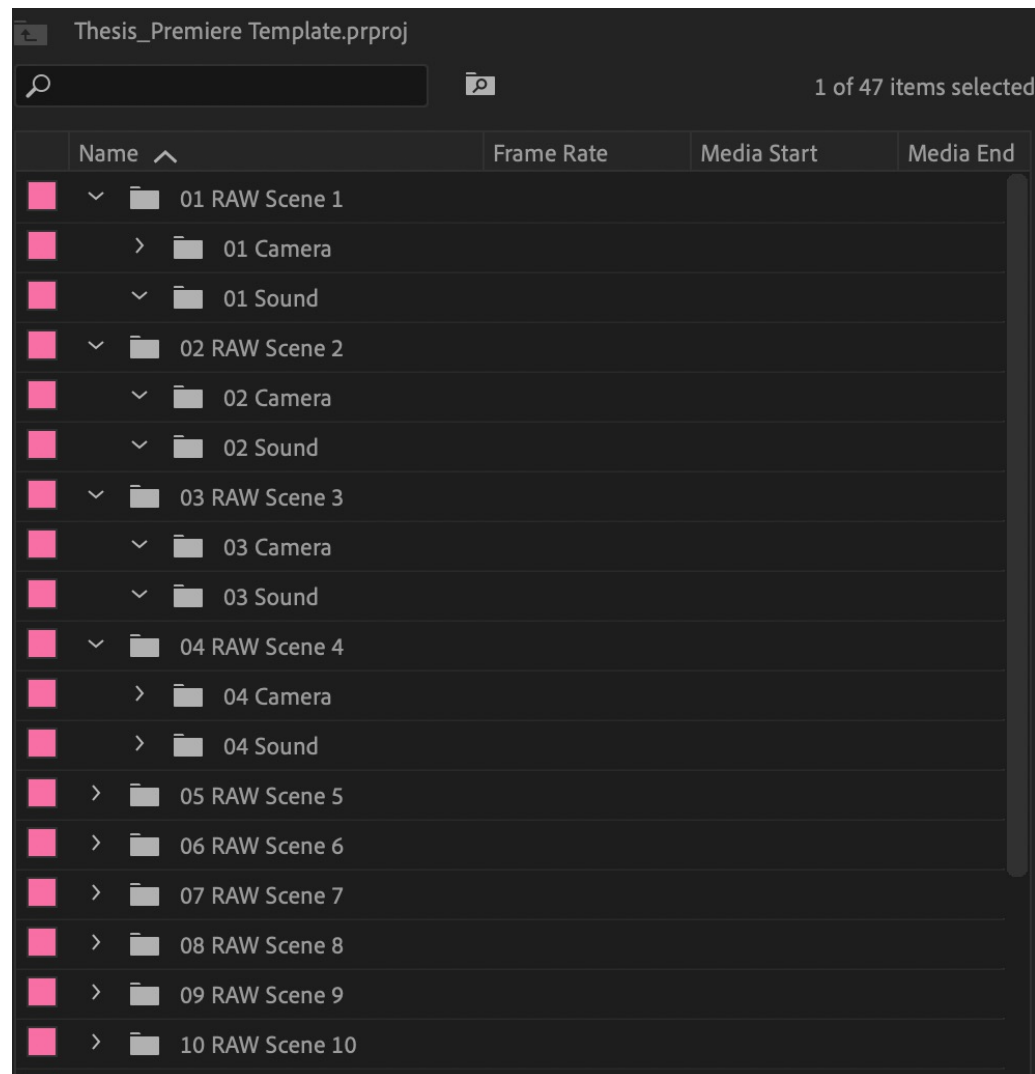 Thesis_Premiere Template.prproj
1 of 47 items selected
Name Frame Rate Media Start Media End
01 RAW Scene 1
01 Camera
01 Sound
02 RAW Scene 2
02 Camera
02 Sound
03 RAW Scene 3
03 Camera
03 Sound
04 RAW Scene 4
04 Camera
04 Sound
05 RAW Scene 5
06 RAW Scene 6
07 RAW Scene 7
08 RAW Scene 8
09 RAW Scene 9
10 RAW Scene 10